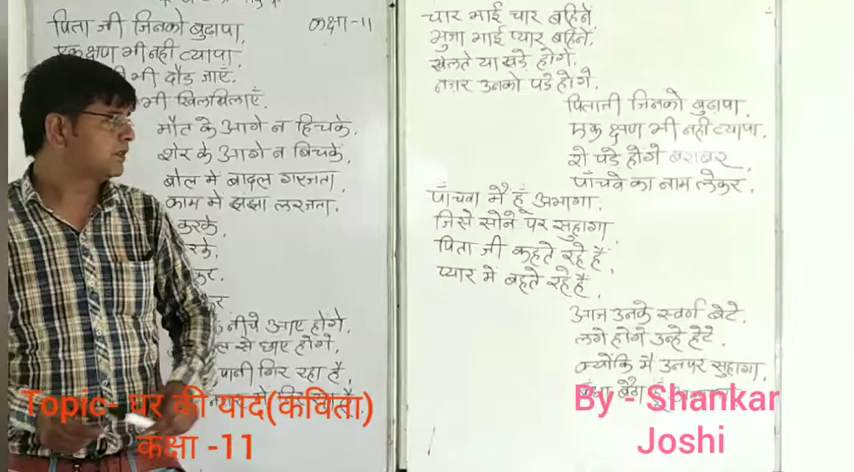 पिता जी जिनको बुढ़ापा,
कक्षा-11
एक क्षण भी नहीं व्यापा.
भी दौड़ जाएँ.
भी खिलखिलाएँ.
मौत के आगे न हिचकें.
शेर के आगे न बिचकें,
बोल में बादल गरजता,
काम में झंझा लरजता.
करके,
कर,
नीचे आए होंगे,
से छाए होंगे,
पानी गिर रहा है,
चार भाई चार बहिनें
भुजा भाई प्यार बहिनें,
खेलते या खड़े होंगे.
नज़र उनको पड़े होंगे.
पिताजी जिनको बुढ़ापा,
एक क्षण भी नहीं व्यापा.
रो पड़े होंगे बराबर,
पाँचवे का नाम लेकर.
पाँचवा मैं हूँ अभागा,
जिसे सोने पर सुहागा
पिता जी कहते रहे हैं,
प्यार में बहते रहे हैं,
आज उनके स्वर्ण बेटे.
लगे होंगे उन्हें हेटे.
क्योंकि मैं उनपर सुहागा,
बँधा बैठा हूँ
Topic- घर की याद(कविता)
कक्षा -11
By - Shankar
Joshi